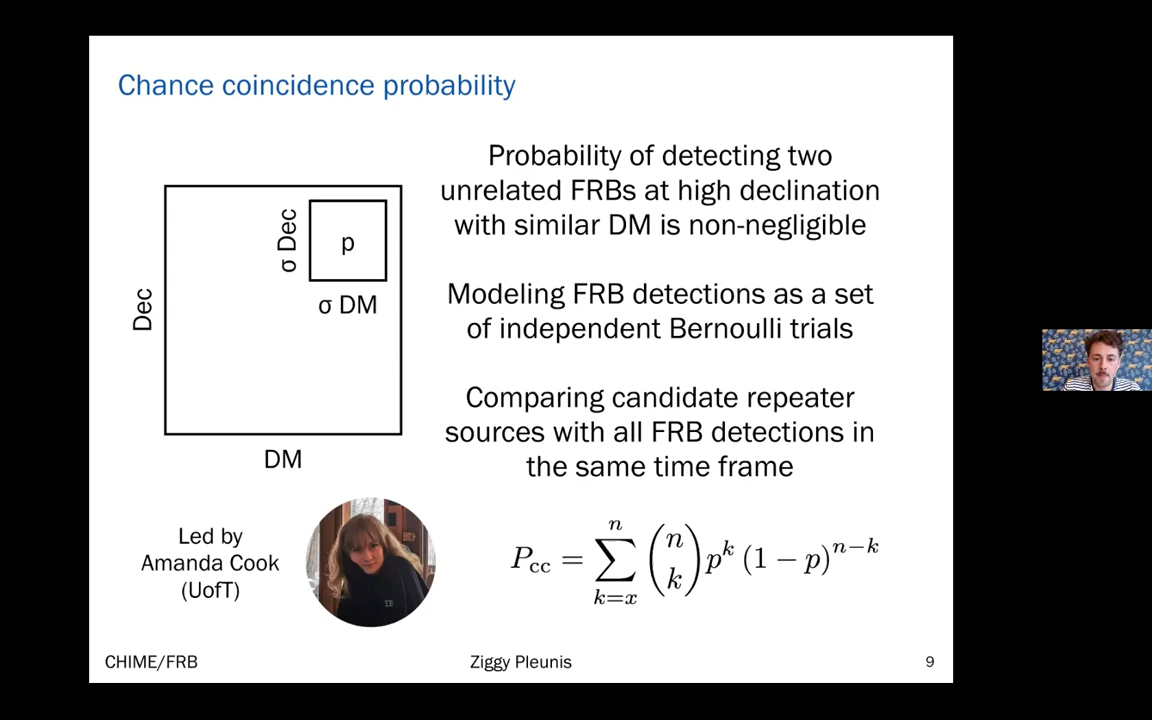 Chance coincidence probability
Probability of detecting two
unrelated FRBs at high declination
with similar DM is non-negligible
Modeling FRB detections as a set
of independent Bernoulli trials
Comparing candidate repeater
sources with all FRB detections in
the same time frame
σ Dec
p
σ DM
Dec
DM
Led by
Amanda Cook
(UofT)
P_cc = \sum_{k=x}^{n} \binom{n}{k} p^k (1 − p)^{n−k}
CHIME/FRB
Ziggy Pleunis
9